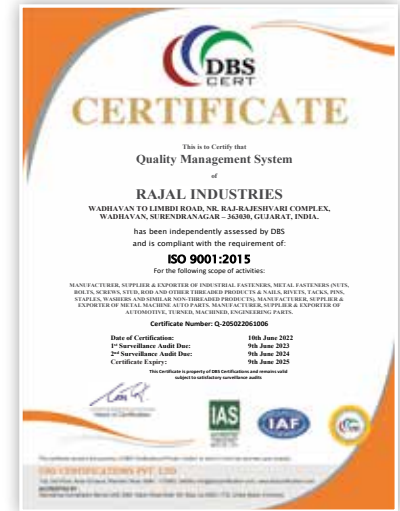 DBS
CERT
CERTIFICATE
This is to Certify that
Quality Management System
of
RAJAL INDUSTRIES
WADHAVAN TO LIMBDI ROAD, NR. RAJ-RAJESHVARI COMPLEX,
WADHAVAN, SURENDRANAGAR – 363030, GUJARAT, INDIA.
has been independently assessed by DBS
and is compliant with the requirement of:
ISO 9001:2015
For the following scope of activities:
MANUFACTURER, SUPPLIER & EXPORTER OF INDUSTRIAL FASTENERS, METAL FASTENERS (NUTS,
BOLTS, SCREWS, STUD, ROD AND OTHER THREADED PRODUCTS & NAILS, RIVETS, TACKS, PINS,
STAPLES, WASHERS AND SIMILAR NON-THREADED PRODUCTS). MANUFACTURER, SUPPLIER &
EXPORTER OF METAL MACHINE AUTO PARTS. MANUFACTURER, SUPPLIER & EXPORTER OF
AUTOMOTIVE, TURNED, MACHINED, ENGINEERING PARTS.
Certificate Number: Q-205022061006
Date of Certification: 10th June 2022
1st Surveillance Audit Due: 9th June 2023
2nd Surveillance Audit Due: 9th June 2024
Certificate Expiry: 9th June 2025
This Certificate is property of DBS Certifications and remains valid
subject to satisfactory surveillance audits
Head of Certification
IAS
IAF
DBS CERTIFICATIONS PVT. LTD.